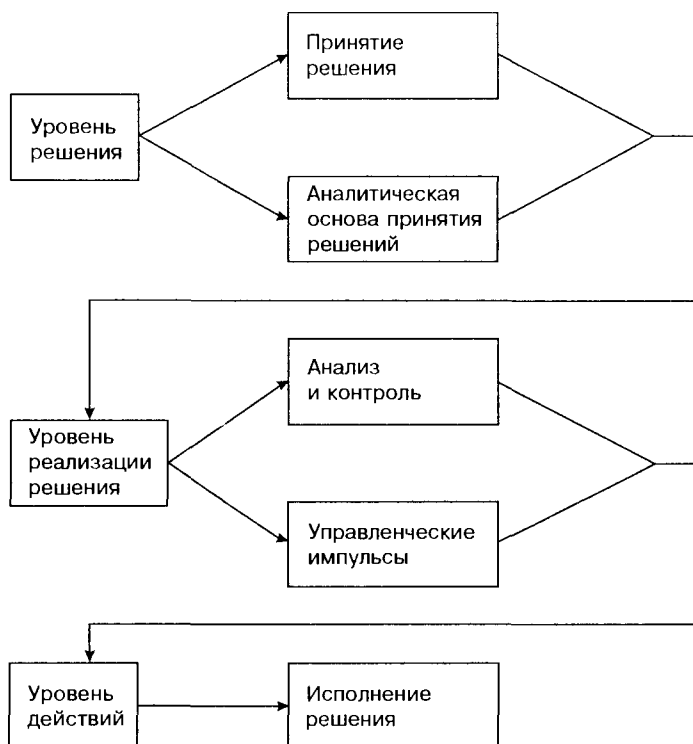 Принятие
решения
Уровень
решения
Аналитическая
основа принятия
решений
Анализ
и контроль
Уровень
реализации
решения
Управленческие
импульсы
Уровень
действий
Исполнение
решения